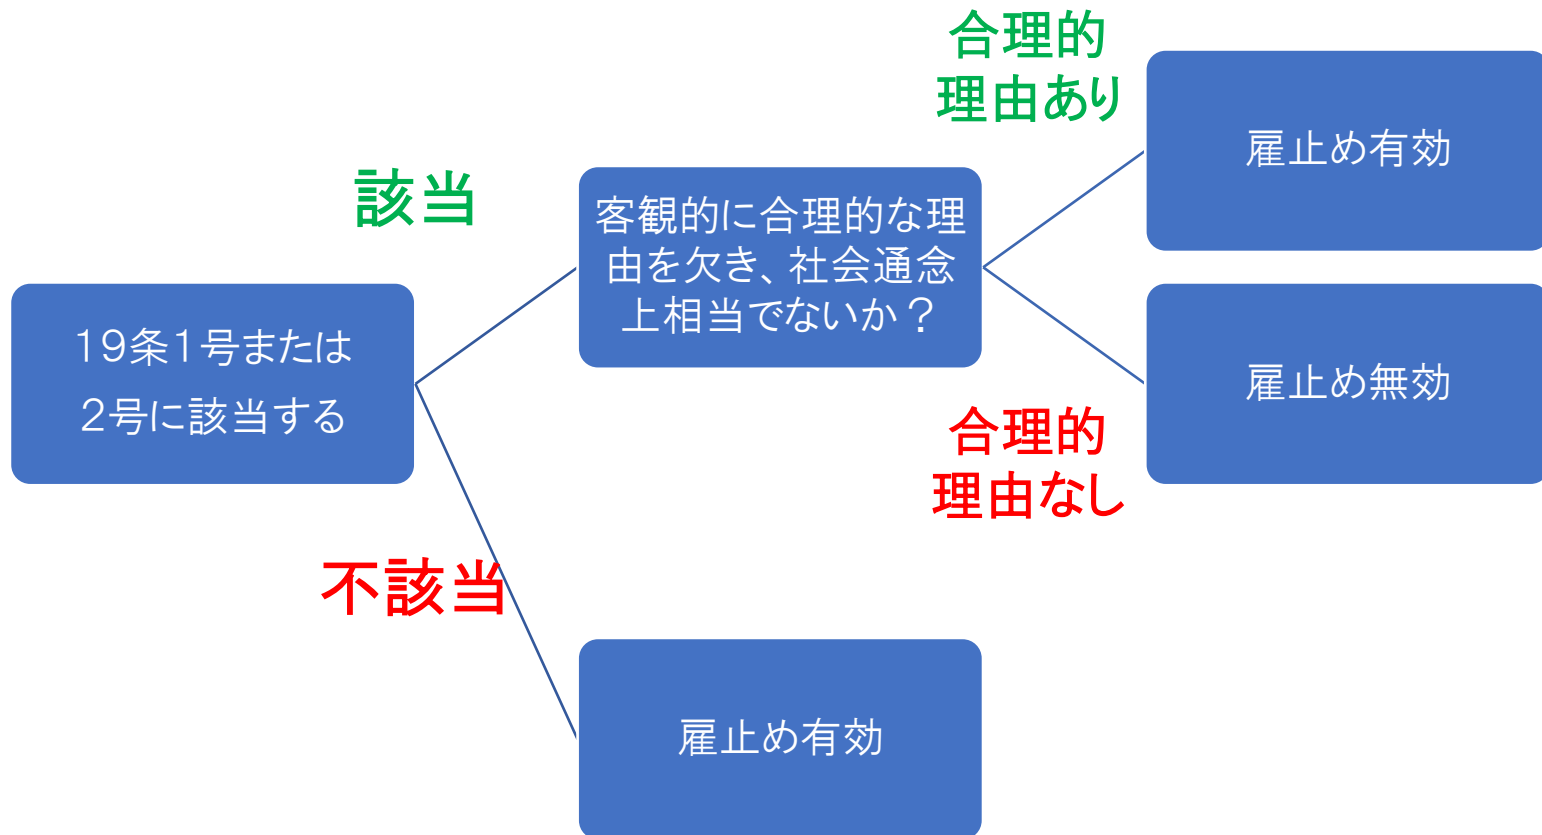 合理的
理由あり
雇止め有効
該当
客観的に合理的な理
由を欠き、社会通念
上相当でないか？
19条1号または
2号に該当する
雇止め無効
合理的
理由なし
不該当
雇止め有効